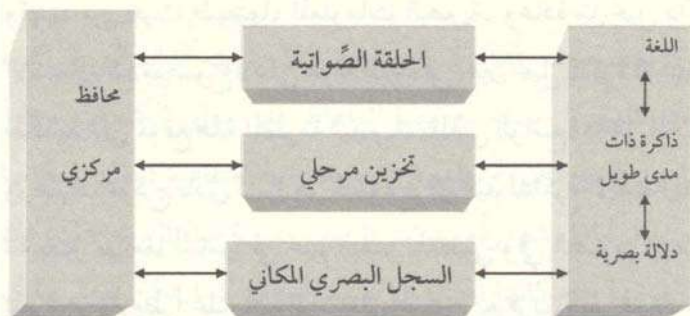 اللغة
ذاكرة ذات
مدى طويل
دلالة بصرية
الحلقة الصَّواتية
تخزين مرحلي
السجل البصري المكاني
محافظ
مركزي